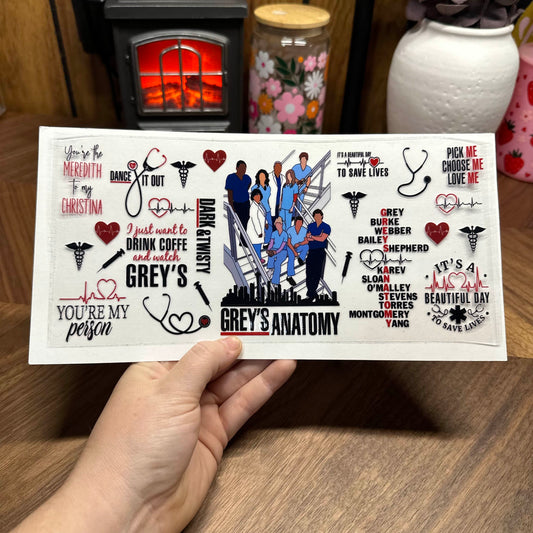 You're the
MEREDITH
to my
CHRISTINA
DANCE IT OUT
I just want to
DRINK COFFE
and watch
GREY'S
YOU'RE MY
person
DARK & TWISTY
GREY'S ANATOMY
IT'S A BEAUTIFUL DAY
TO SAVE LIVES
GREY
BURKE
WEBBER
BAILEY SHEPHERD
KAREV
SLOAN
O'MALLEY
STEVENS
TORRES
MONTGOMERY
YANG
PICK ME
CHOOSE ME
LOVE ME
IT'S A
BEAUTIFUL DAY
TO SAVE LIVES